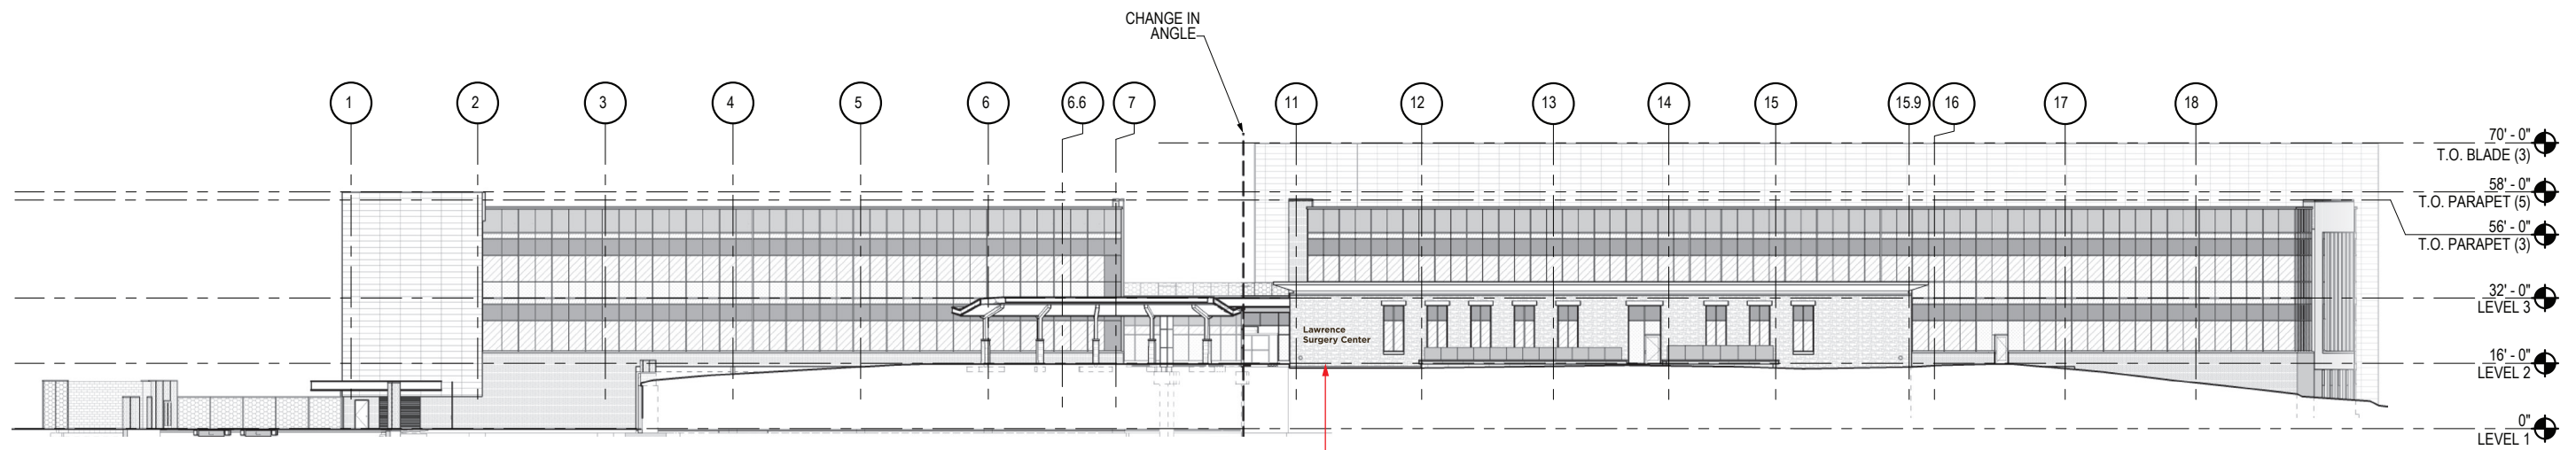 CHANGE IN
ANGLE
1
2
3
4
5
6
6.6
7
11
12
13
14
15
15.9
16
17
18
70' - 0"
T.O. BLADE (3)
58' - 0"
T.O. PARAPET (5)
56' - 0"
T.O. PARAPET (3)
32' - 0"
LEVEL 3
Lawrence
Surgery Center
16' - 0"
LEVEL 2
0"
LEVEL 1